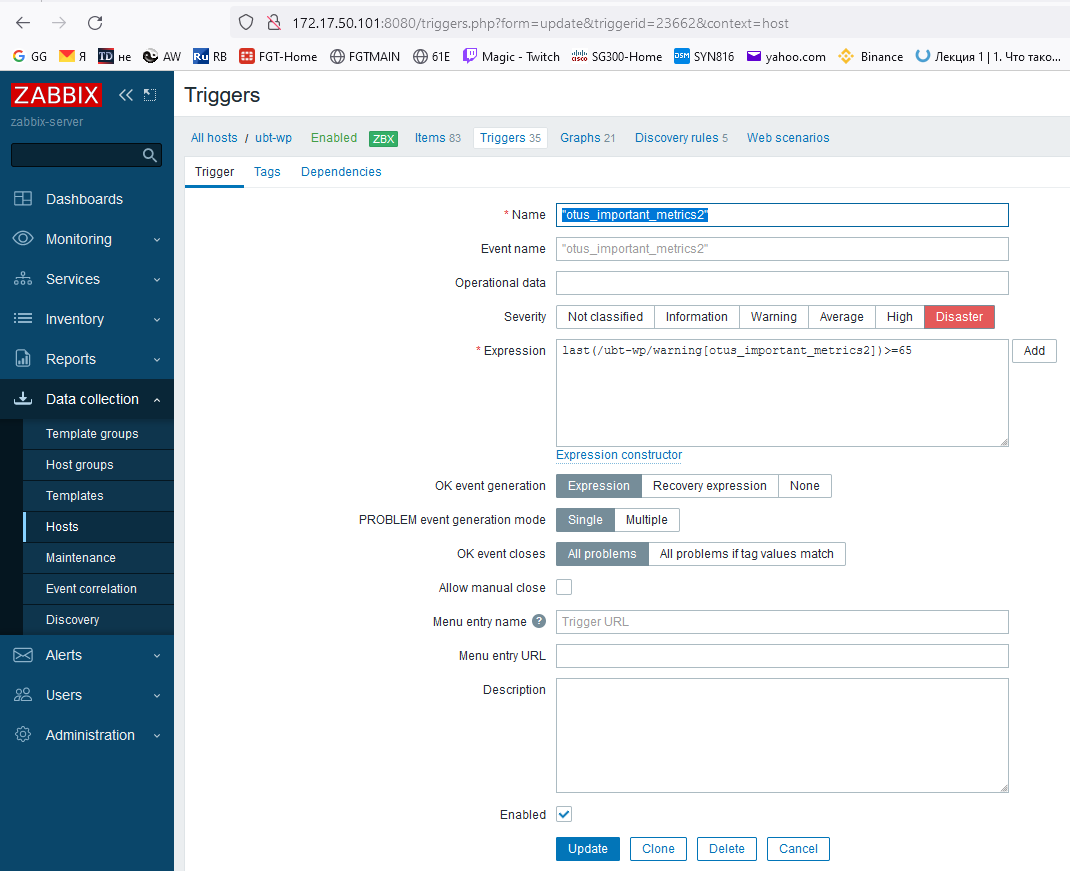 172.17.50.101:8080/triggers.php?form=update&triggerid=23662&context=host
GG Я не AW RB FGT-Home FGTMAIN 61E Magic - Twitch SG300-Home SYN816 yahoo.com Binance Лекция 1 | 1. Что тако...
ZABBIX
zabbix-server
Dashboards
Monitoring
Services
Inventory
Reports
Data collection
Template groups
Host groups
Templates
Hosts
Maintenance
Event correlation
Discovery
Alerts
Users
Administration
Triggers
All hosts / ubt-wp Enabled ZBX Items 83 Triggers 35 Graphs 21 Discovery rules 5 Web scenarios
Trigger Tags Dependencies
* Name "otus_important_metrics2"
Event name "otus_important_metrics2"
Operational data
Severity Not classified Information Warning Average High Disaster
* Expression last(/ubt-wp/warning[otus_important_metrics2])>=65 Add
Expression constructor
OK event generation Expression Recovery expression None
PROBLEM event generation mode Single Multiple
OK event closes All problems All problems if tag values match
Allow manual close
Menu entry name ? Trigger URL
Menu entry URL
Description
Enabled
Update Clone Delete Cancel